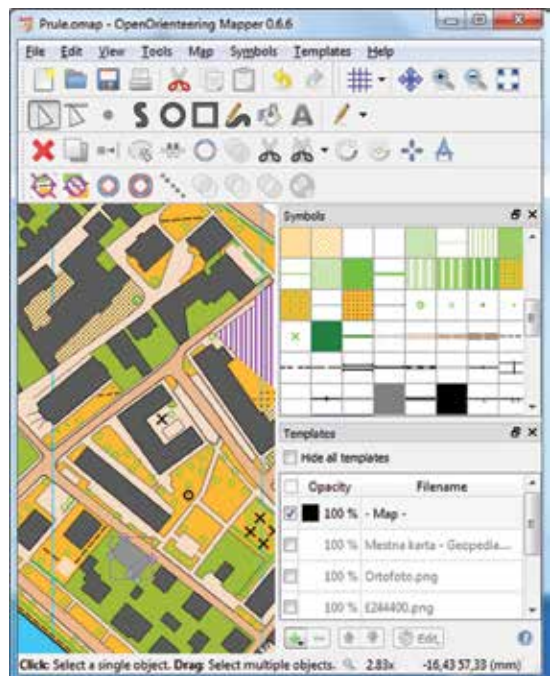 Prule.omap - OpenOrienteering Mapper 0.6.6
File Edit View Tools Map Symbols Templates Help
Symbols
Templates
Hide all templates
Opacity Filename
100 % - Map -
100 % Mestna karta - Geopedia...
100 % Ortofoto.png
100 % E244400.png
Edit
Click: Select a single object. Drag: Select multiple objects. 2.83x -16,43 57,33 (mm)